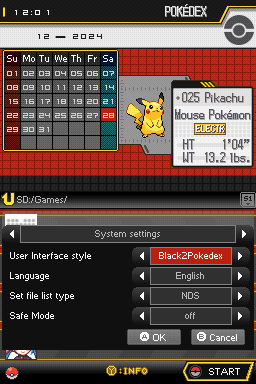 12:01
POKÉDEX
12 — 2024
Su Mo Tu We Th Fr Sa
01 02 03 04 05 06 07
08 09 10 11 12 13 14
15 16 17 18 19 20 21
22 23 24 25 26 27 28
29 30 31
025 Pikachu
Mouse Pokémon
ELECTR
HT 1'04"
WT 13.2 lbs.
SD:/Games/
System settings
User Interface style Black2Pokedex
Language English
Set file list type NDS
Safe Mode off
A OK B Cancel
Y:INFO
START